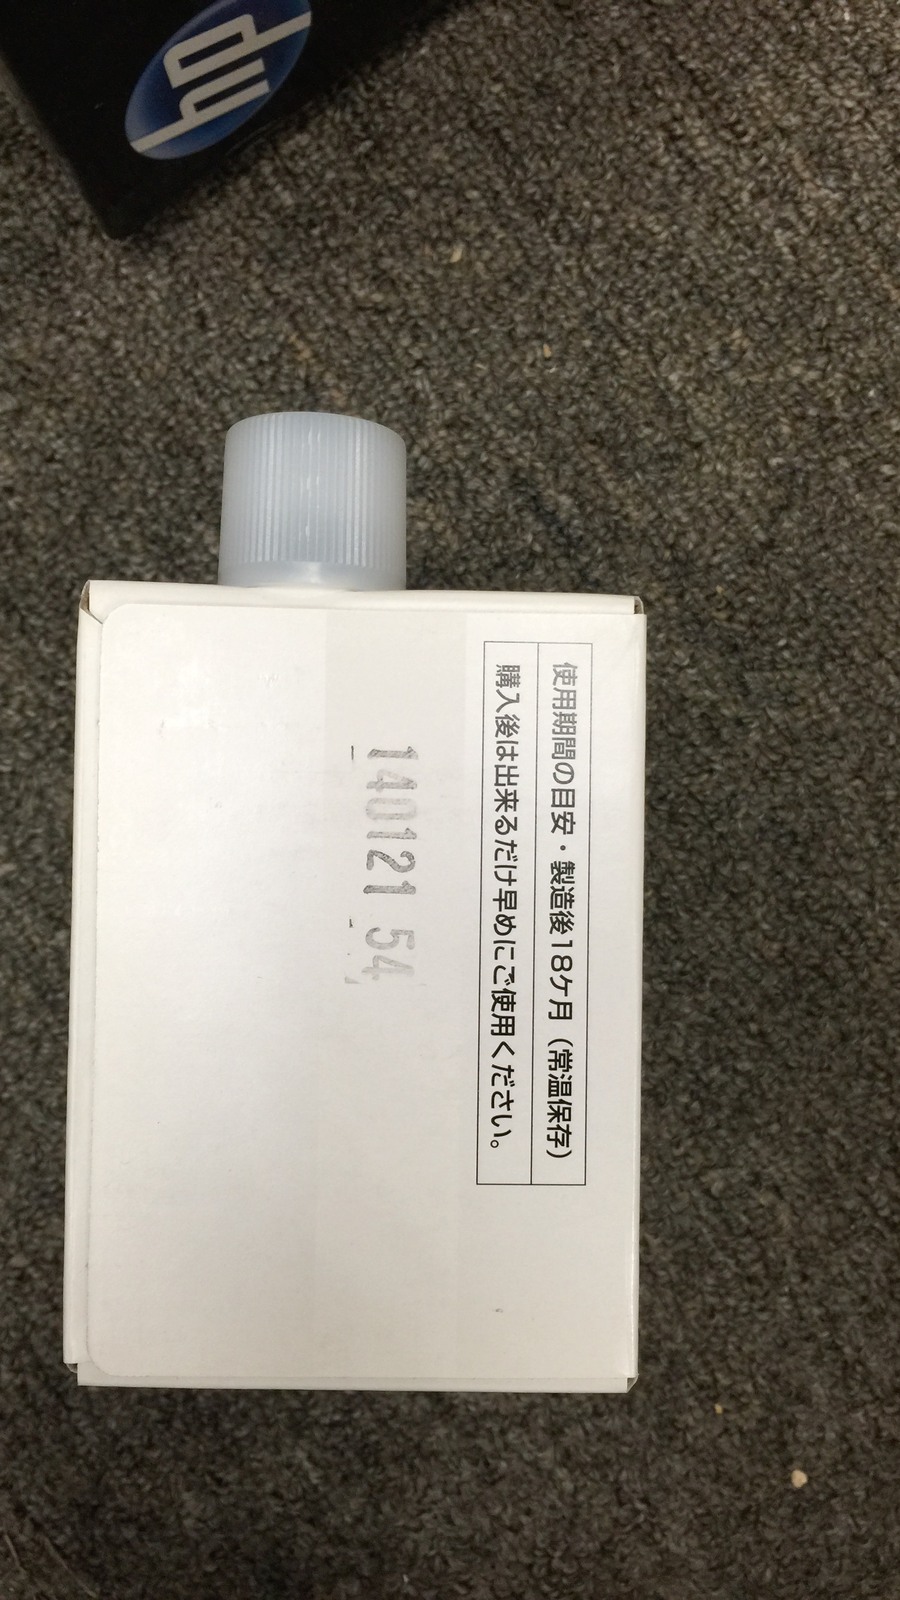 hp
使用期間の目安・製造後18ケ月（常温保存）
購入後は出来るだけ早めにご使用ください。
140121 54